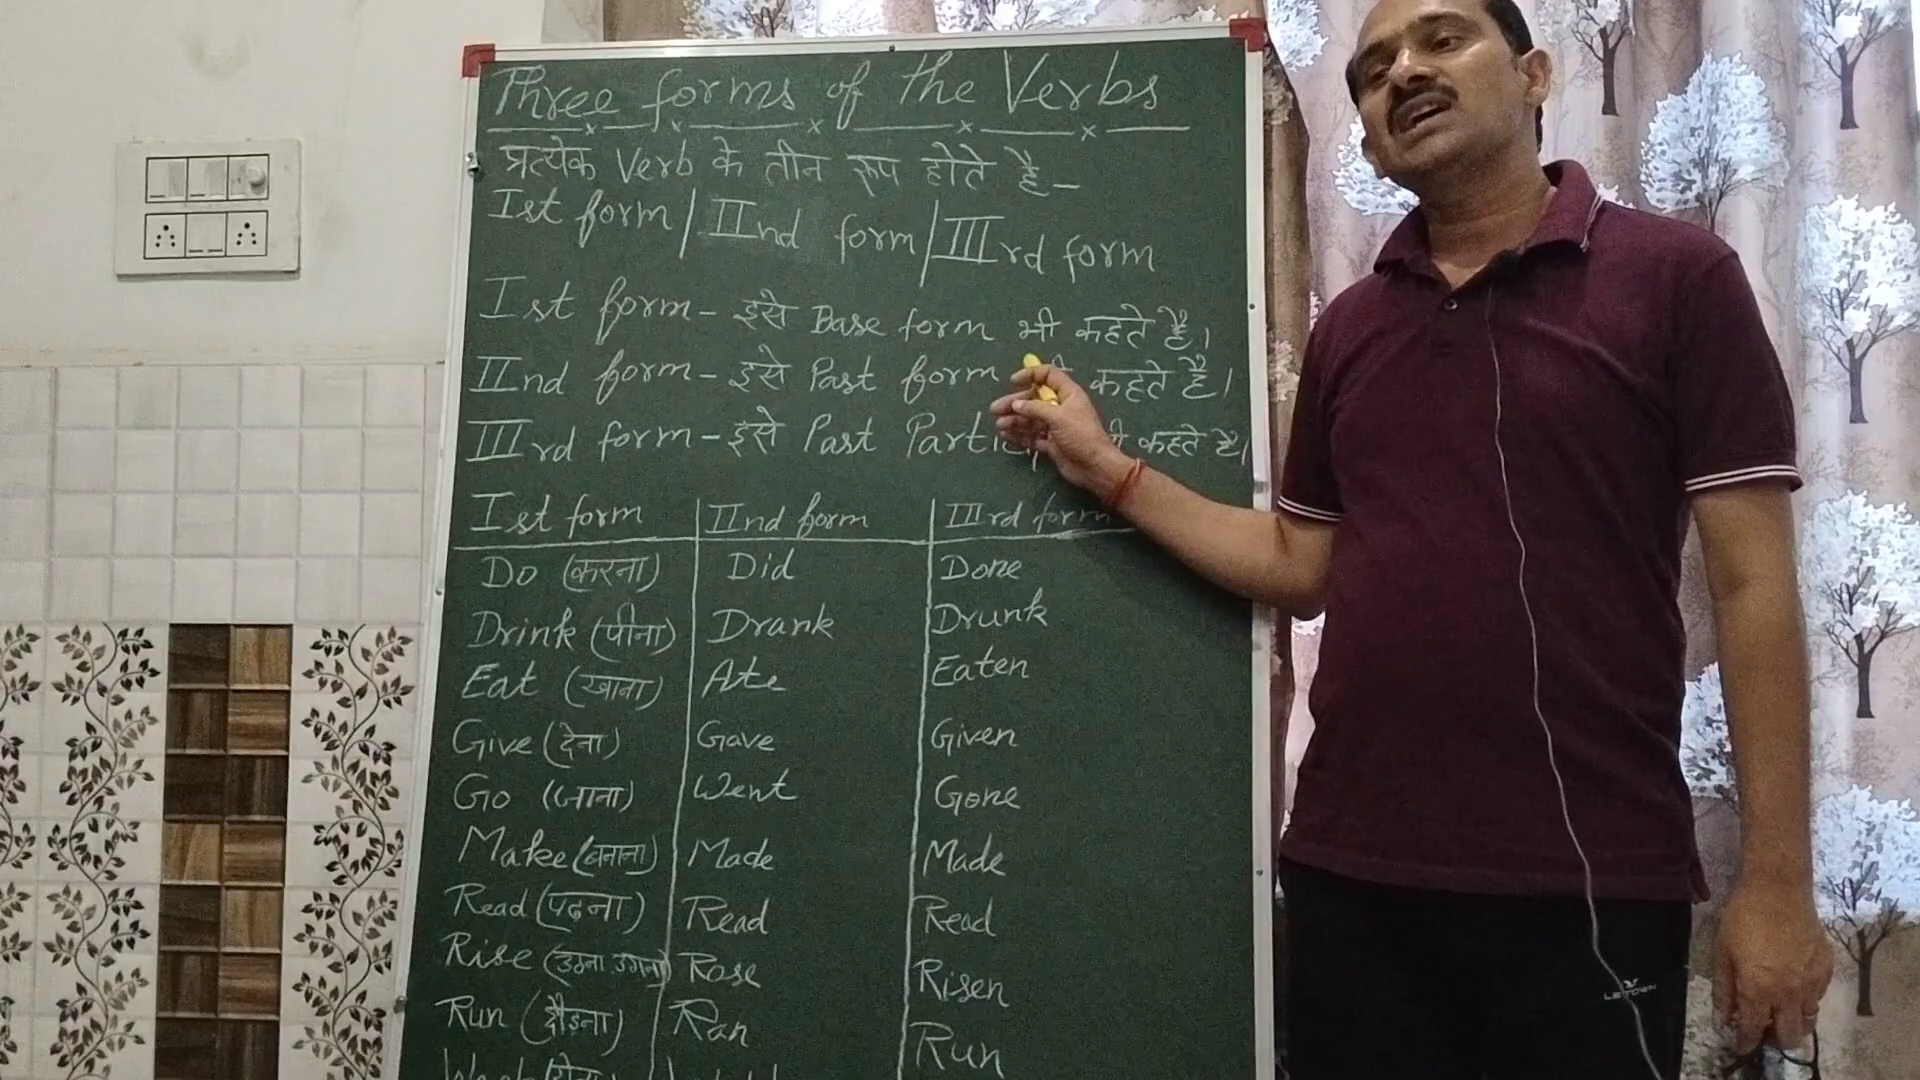 Three forms of the Verbs
प्रत्येक Verb के तीन रूप होते है-
Ist form | IInd form | IIIrd form
Ist form - इसे Base form भी कहते है।
IInd form - इसे Past form कहते है।
IIIrd form - इसे Past कहते है।
Ist form | IInd form | IIIrd form
Do (करना) Did Done
Drink (पीना) Drank Drunk
Eat (खाना) Ate Eaten
Give (देना) Gave Given
Go (जाना) Went Gone
Make (बनाना) Made Made
Read (पढ़ना) Read Read
Rise (उठना, उगना) Rose Risen
Run (दौड़ना) Ran Run